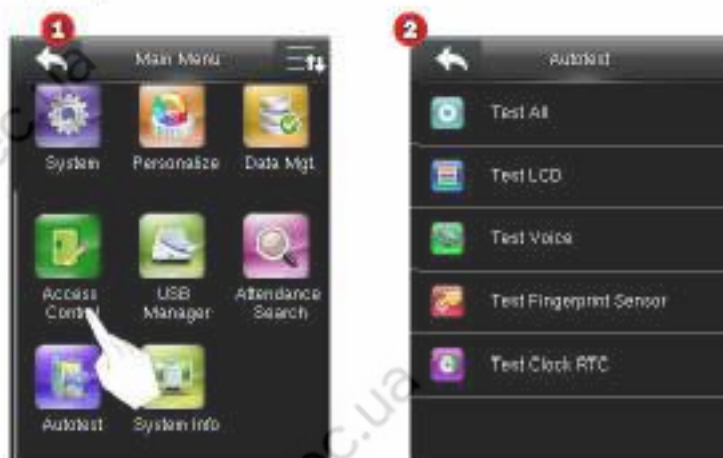 1
Main Menu
System
Personalize
Data Mgt.
Access
Control
USB
Manager
Attendance
Search
Autotest
System Info
2
Autotest
Test All
Test LCD
Test Voice
Test Fingerprint Sensor
Test Clock RTC